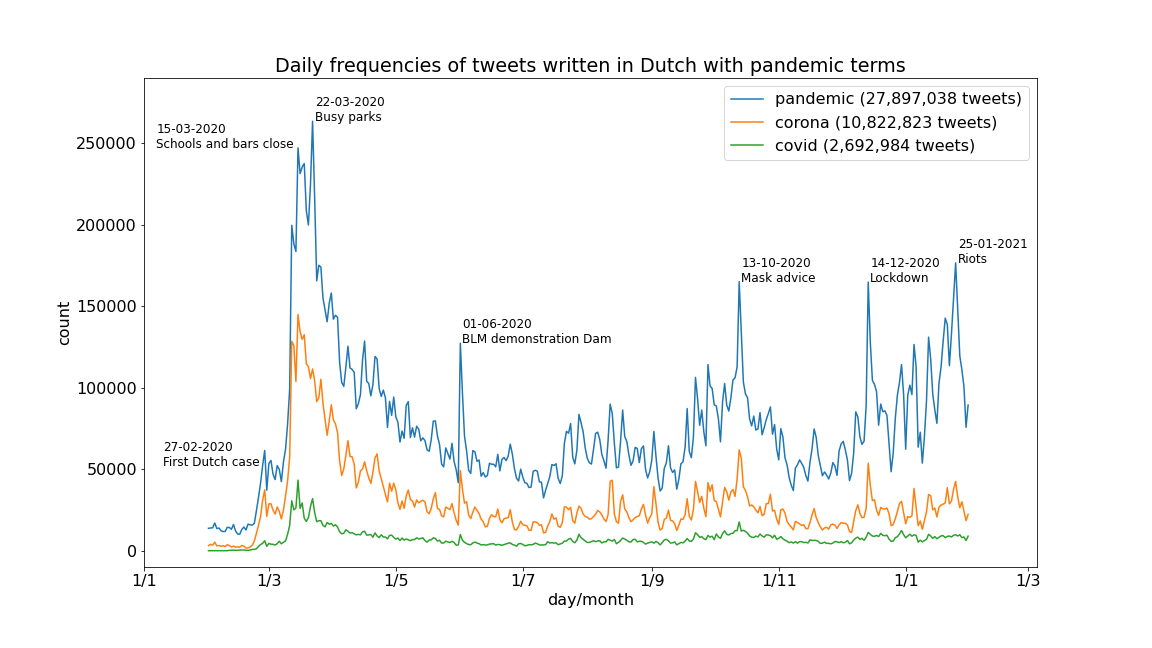 Daily frequencies of tweets written in Dutch with pandemic terms
pandemic (27,897,038 tweets)
corona (10,822,823 tweets)
covid (2,692,984 tweets)
22-03-2020
Busy parks
15-03-2020
Schools and bars close
25-01-2021
Riots
13-10-2020
Mask advice
14-12-2020
Lockdown
01-06-2020
BLM demonstration Dam
27-02-2020
First Dutch case
count
250000
200000
150000
100000
50000
0
1/1 1/3 1/5 1/7 1/9 1/11 1/1 1/3
day/month